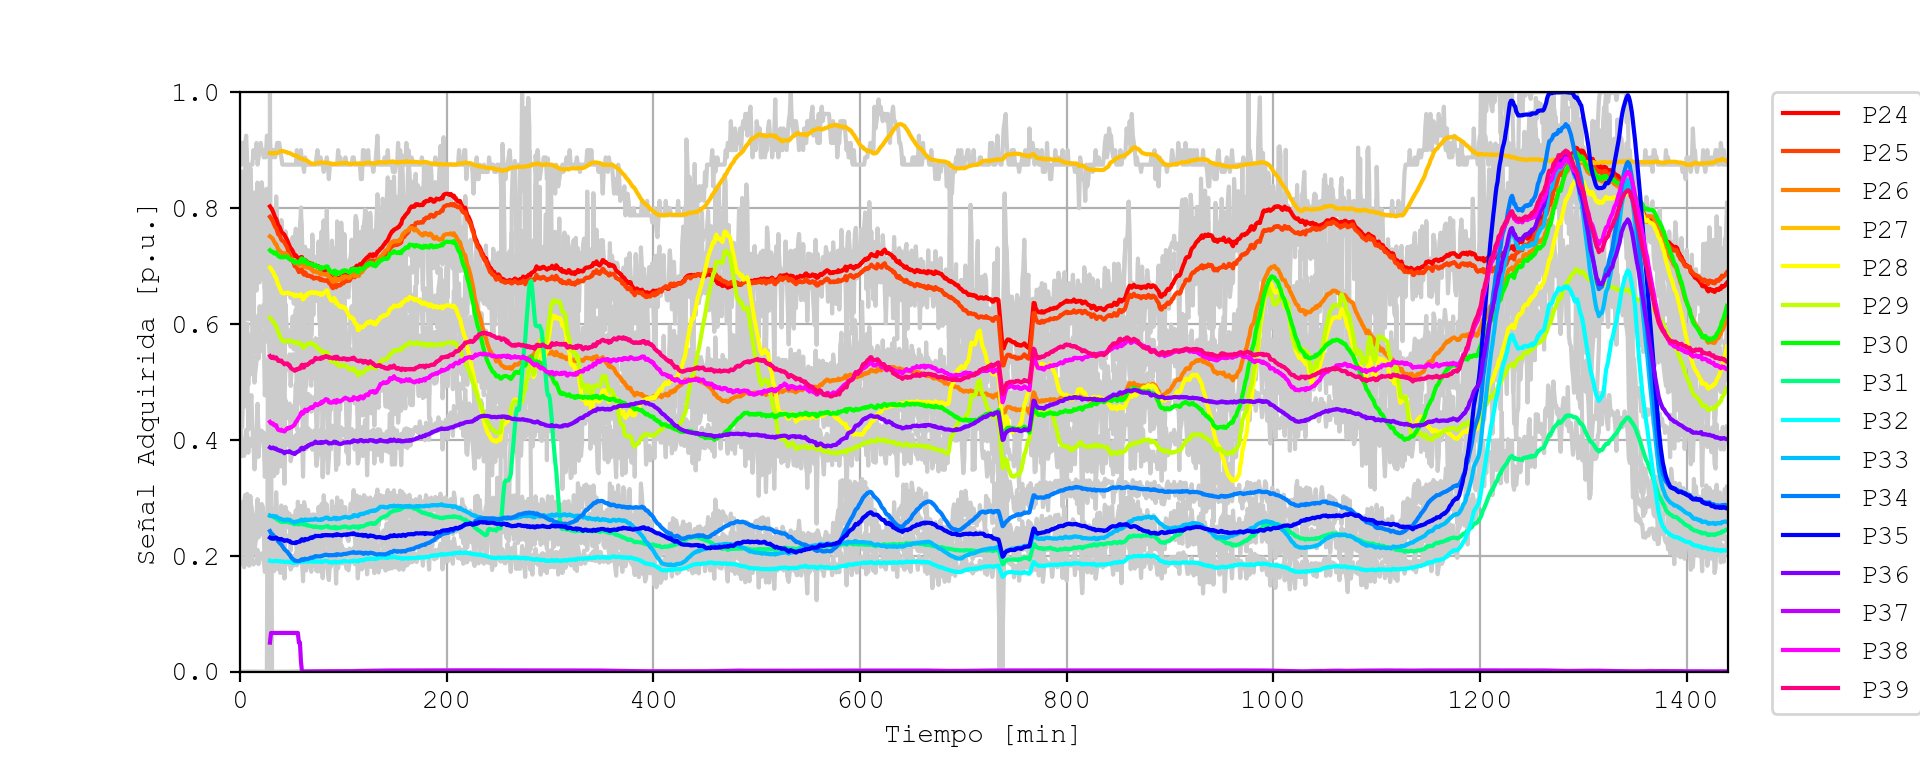 Señal Adquirida [p.u.]
1.0
0.8
0.6
0.4
0.2
0.0
0 200 400 600 800 1000 1200 1400
Tiempo [min]
P24
P25
P26
P27
P28
P29
P30
P31
P32
P33
P34
P35
P36
P37
P38
P39